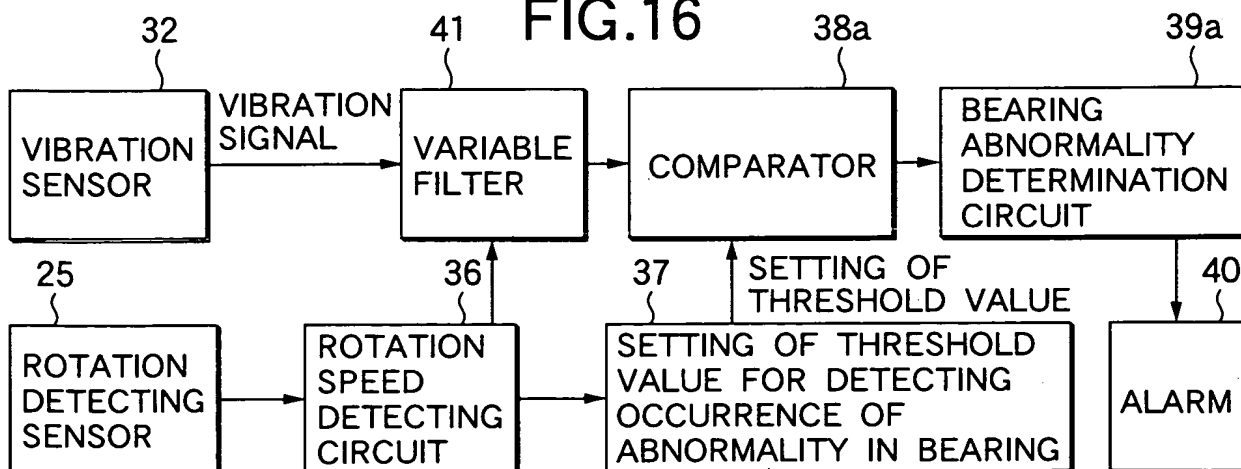 FIG.16
32
41
38a
39a
VIBRATION
SENSOR
VIBRATION
SIGNAL
VARIABLE
FILTER
COMPARATOR
BEARING
ABNORMALITY
DETERMINATION
CIRCUIT
25
36
37
SETTING OF
THRESHOLD VALUE
40
ROTATION
DETECTING
SENSOR
ROTATION
SPEED
DETECTING
CIRCUIT
SETTING OF THRESHOLD
VALUE FOR DETECTING
OCCURRENCE OF
ABNORMALITY IN BEARING
ALARM